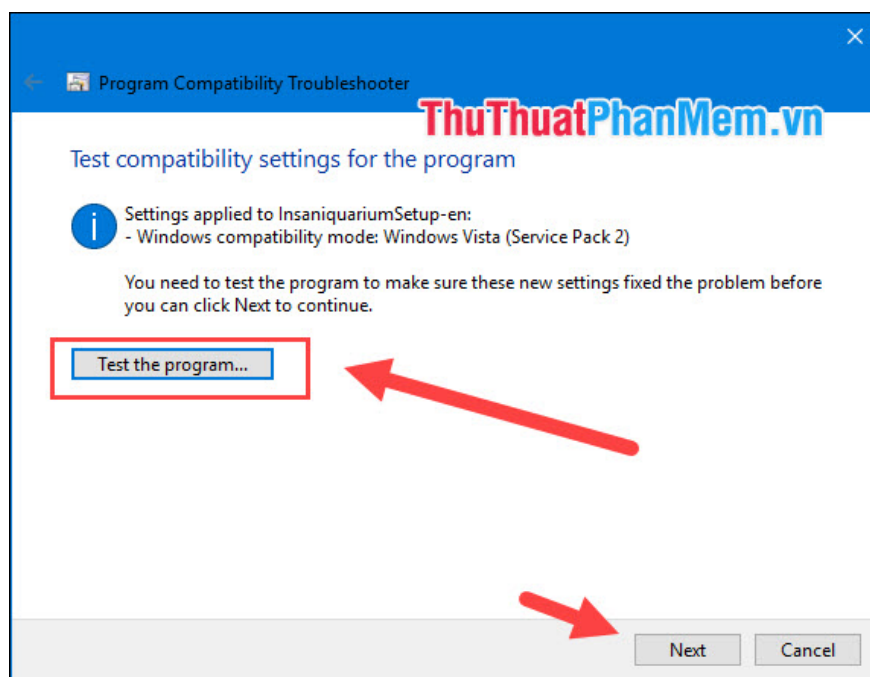 Program Compatibility Troubleshooter
ThuThuatPhanMem.vn
Test compatibility settings for the program
Settings applied to InsaniquariumSetup-en:
- Windows compatibility mode: Windows Vista (Service Pack 2)
You need to test the program to make sure these new settings fixed the problem before
you can click Next to continue.
Test the program...
Next
Cancel